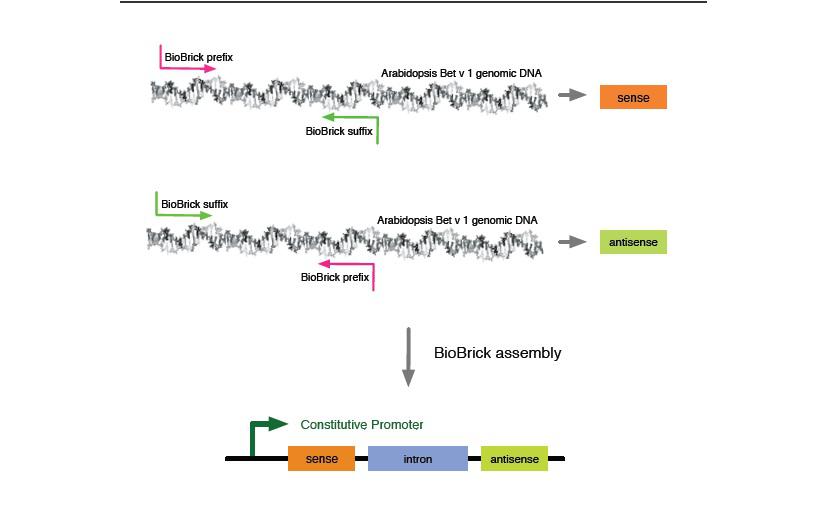 BioBrick prefix
Arabidopsis Bet v 1 genomic DNA
sense
BioBrick suffix
BioBrick suffix
Arabidopsis Bet v 1 genomic DNA
antisense
BioBrick prefix
BioBrick assembly
Constitutive Promoter
sense
intron
antisense